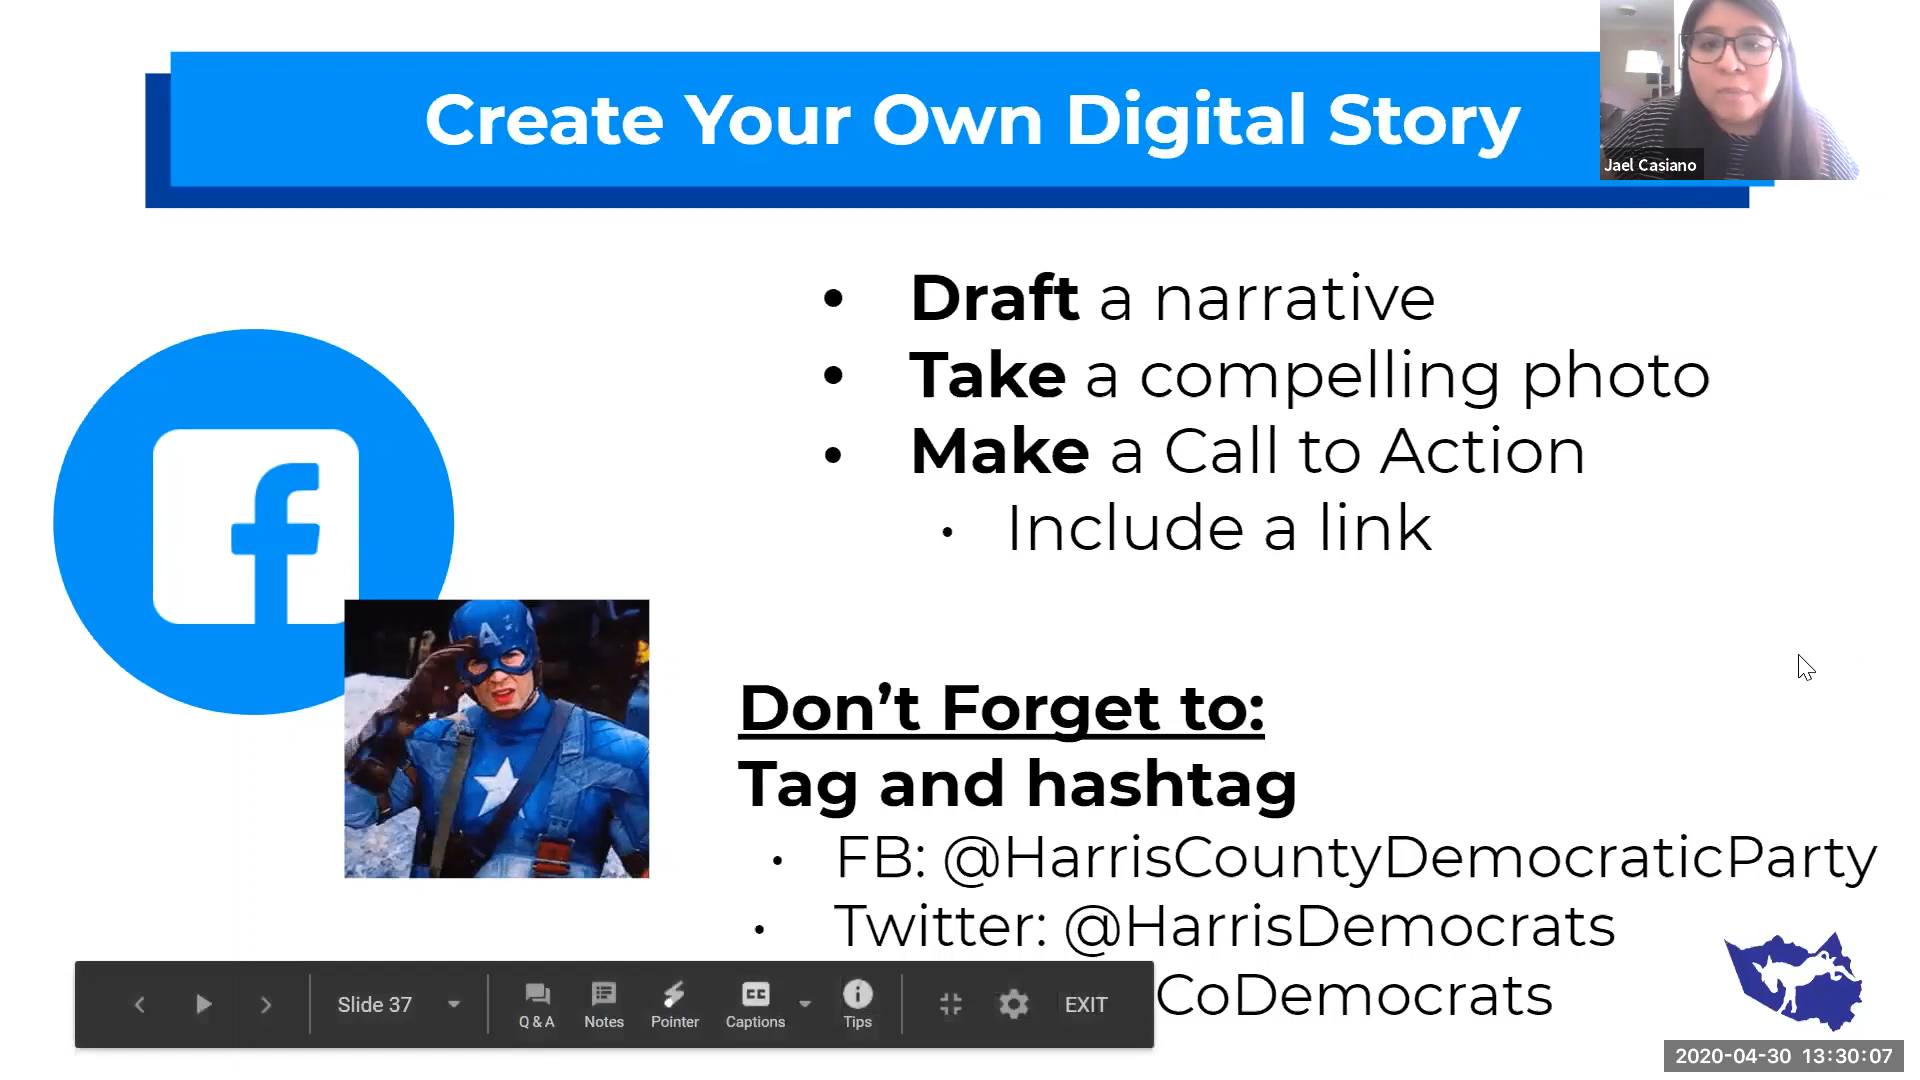 Create Your Own Digital Story
Jael Casiano
• Draft a narrative
• Take a compelling photo
• Make a Call to Action
• Include a link
A
Don't Forget to:
Tag and hashtag
• FB: @HarrisCountyDemocraticParty
• Twitter: @HarrisDemocrats
CoDemocrats
Slide 37
Q & A
Notes
Pointer
CC
Captions
Tips
EXIT
2020-04-30 13:30:07